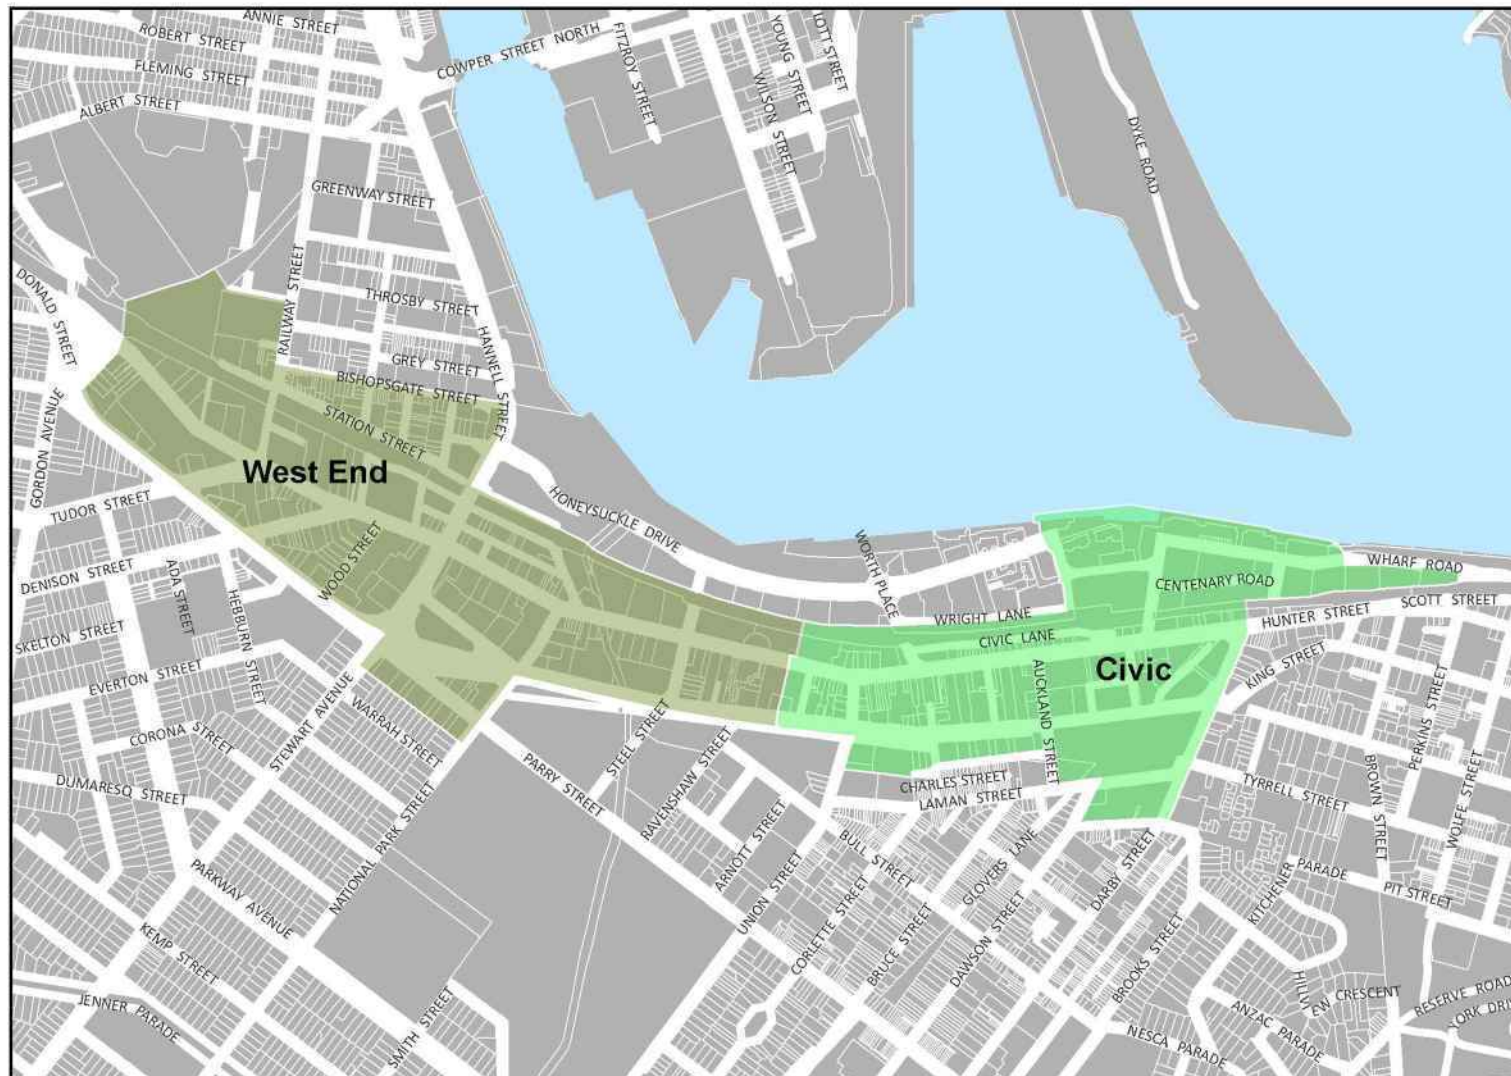 ANNIE STREET
ROBERT STREET
FLEMING STREET
ALBERT STREET
COWPER STREET NORTH
FITZROY STREET
YOUNG STREET
LOTT STREET
WILSON STREET
DYKE ROAD
GREENWAY STREET
DONALD STREET
RAILWAY STREET
THROSBY STREET
HANNELL STREET
GREY STREET
BISHOPSGATE STREET
STATION STREET
GORDON AVENUE
West End
TUDOR STREET
HONEYSUCKLE DRIVE
WOOD STREET
DENISON STREET
ADA STREET
HEBBURN STREET
WORTH PLACE
WRIGHT LANE
CIVIC LANE
CENTENARY ROAD
WHARF ROAD
SCOTT STREET
HUNTER STREET
SKELTON STREET
EVERTON STREET
Civic
AUCKLAND STREET
KING STREET
PERKINS STREET
STEWART AVENUE
WARRAH STREET
CORONA STREET
DUMARESQ STREET
STEEL STREET
PARRY STREET
RAVENSHAW STREET
CHARLES STREET
LAMAN STREET
TYRRELL STREET
BROWN STREET
WOLFE STREET
NATIONAL PARK STREET
PARKWAY AVENUE
ARNOTT STREET
UNION STREET
BULL STREET
GLOVERS LANE
DARBY STREET
KITCHENER
PARADE
PIT STREET
KEMP STREET
CORLETTE STREET
BRUCE STREET
DAWSON STREET
BROOKS STREET
HILLV
EW CRESCENT
RESERVE ROAD
YORK DRI
JENNER PARADE
SMITH STREET
NESCA PARADE
ANZAC PARADE